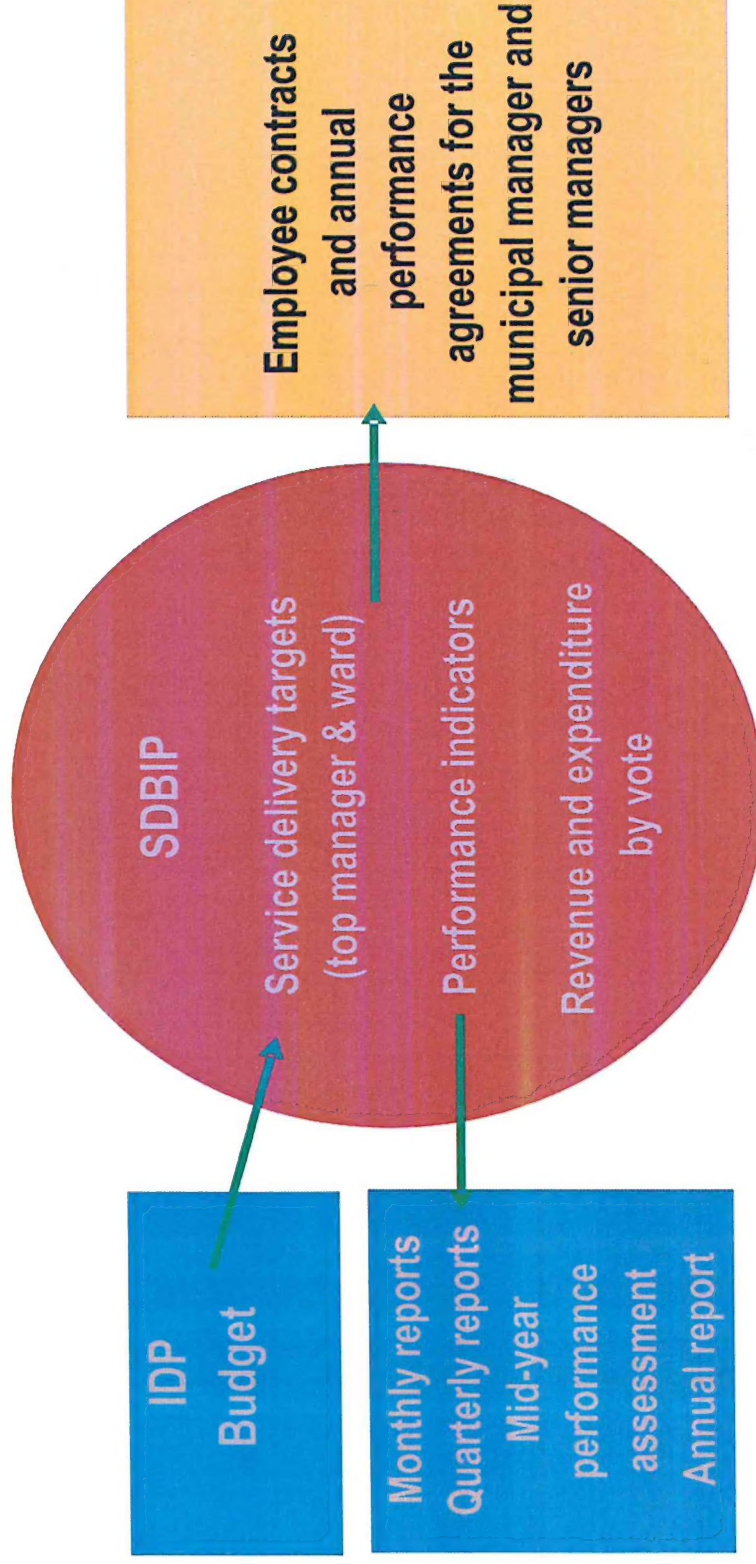 IDP
Budget
Monthly reports
Quarterly reports
Mid-year
performance
assessment
Annual report
SDBIP
Service delivery targets
(top manager & ward)
Performance indicators
Revenue and expenditure
by vote
Employee contracts
and annual
performance
agreements for the
municipal manager and
senior managers